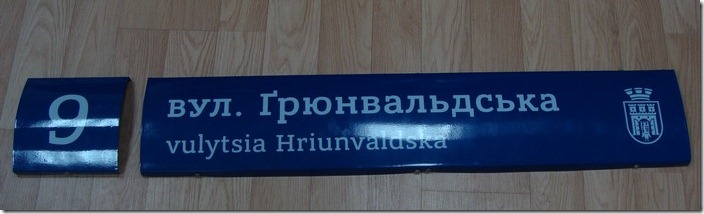 9
вул. Ґрюнвальдська
vulytsia Hriunvaldska